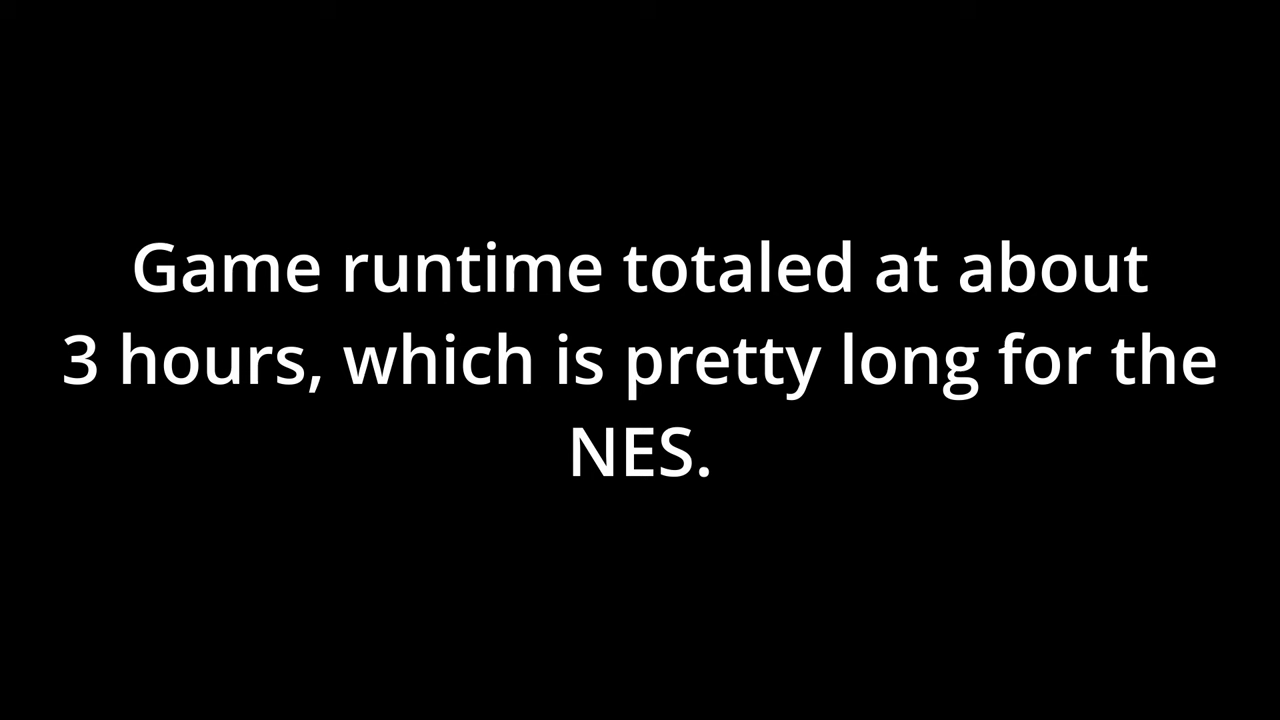 Game runtime totaled at about
3 hours, which is pretty long for the
NES.